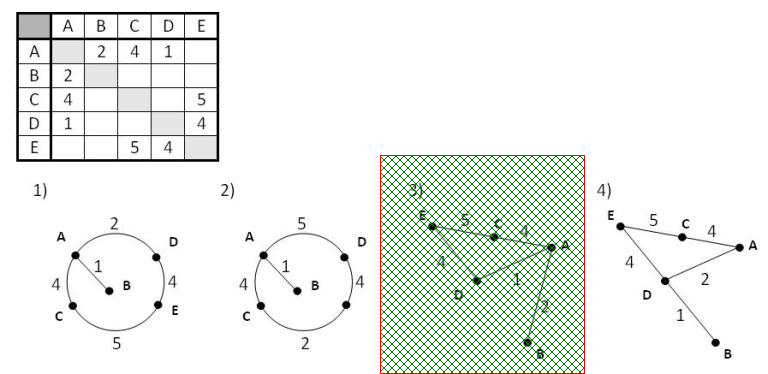 A B C D E
A 2 4 1
B 2
C 4 5
D 1 4
E 5 4
1)
2
A D
1
4 B 4
C E
5
2)
5
A D
1
4 B 4
C
2
3)
E 5 C 4 A
4 1
D 2
B
4)
E 5 C 4 A
4 2
D 1
B